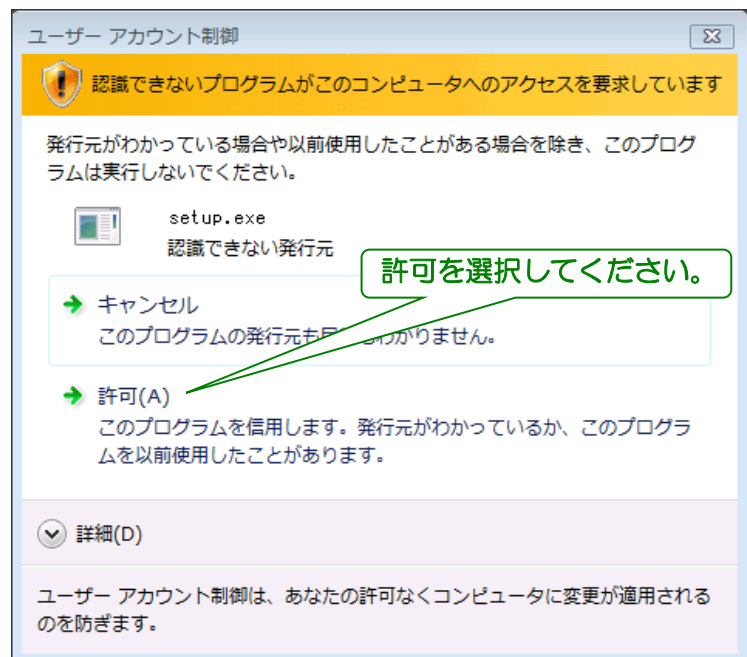 ユーザー アカウント制御
認識できないプログラムがこのコンピュータへのアクセスを要求しています
発行元がわかっている場合や以前使用したことがある場合を除き、このプログ
ラムは実行しないでください。
setup.exe
認識できない発行元
許可を選択してください。
キャンセル
このプログラムの発行元も わかりません。
許可(A)
このプログラムを信用します。発行元がわかっているか、このプログラ
ムを以前使用したことがあります。
詳細(D)
ユーザー アカウント制御は、あなたの許可なくコンピュータに変更が適用される
のを防ぎます。